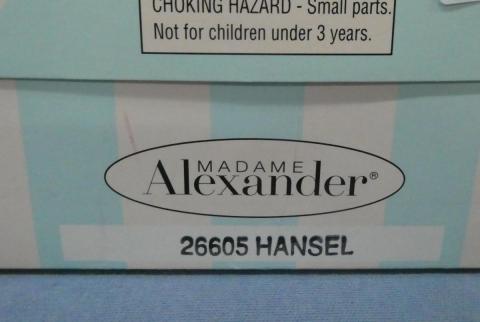 CHOKING HAZARD - Small parts.
Not for children under 3 years.
MADAME
Alexander®
26605 HANSEL